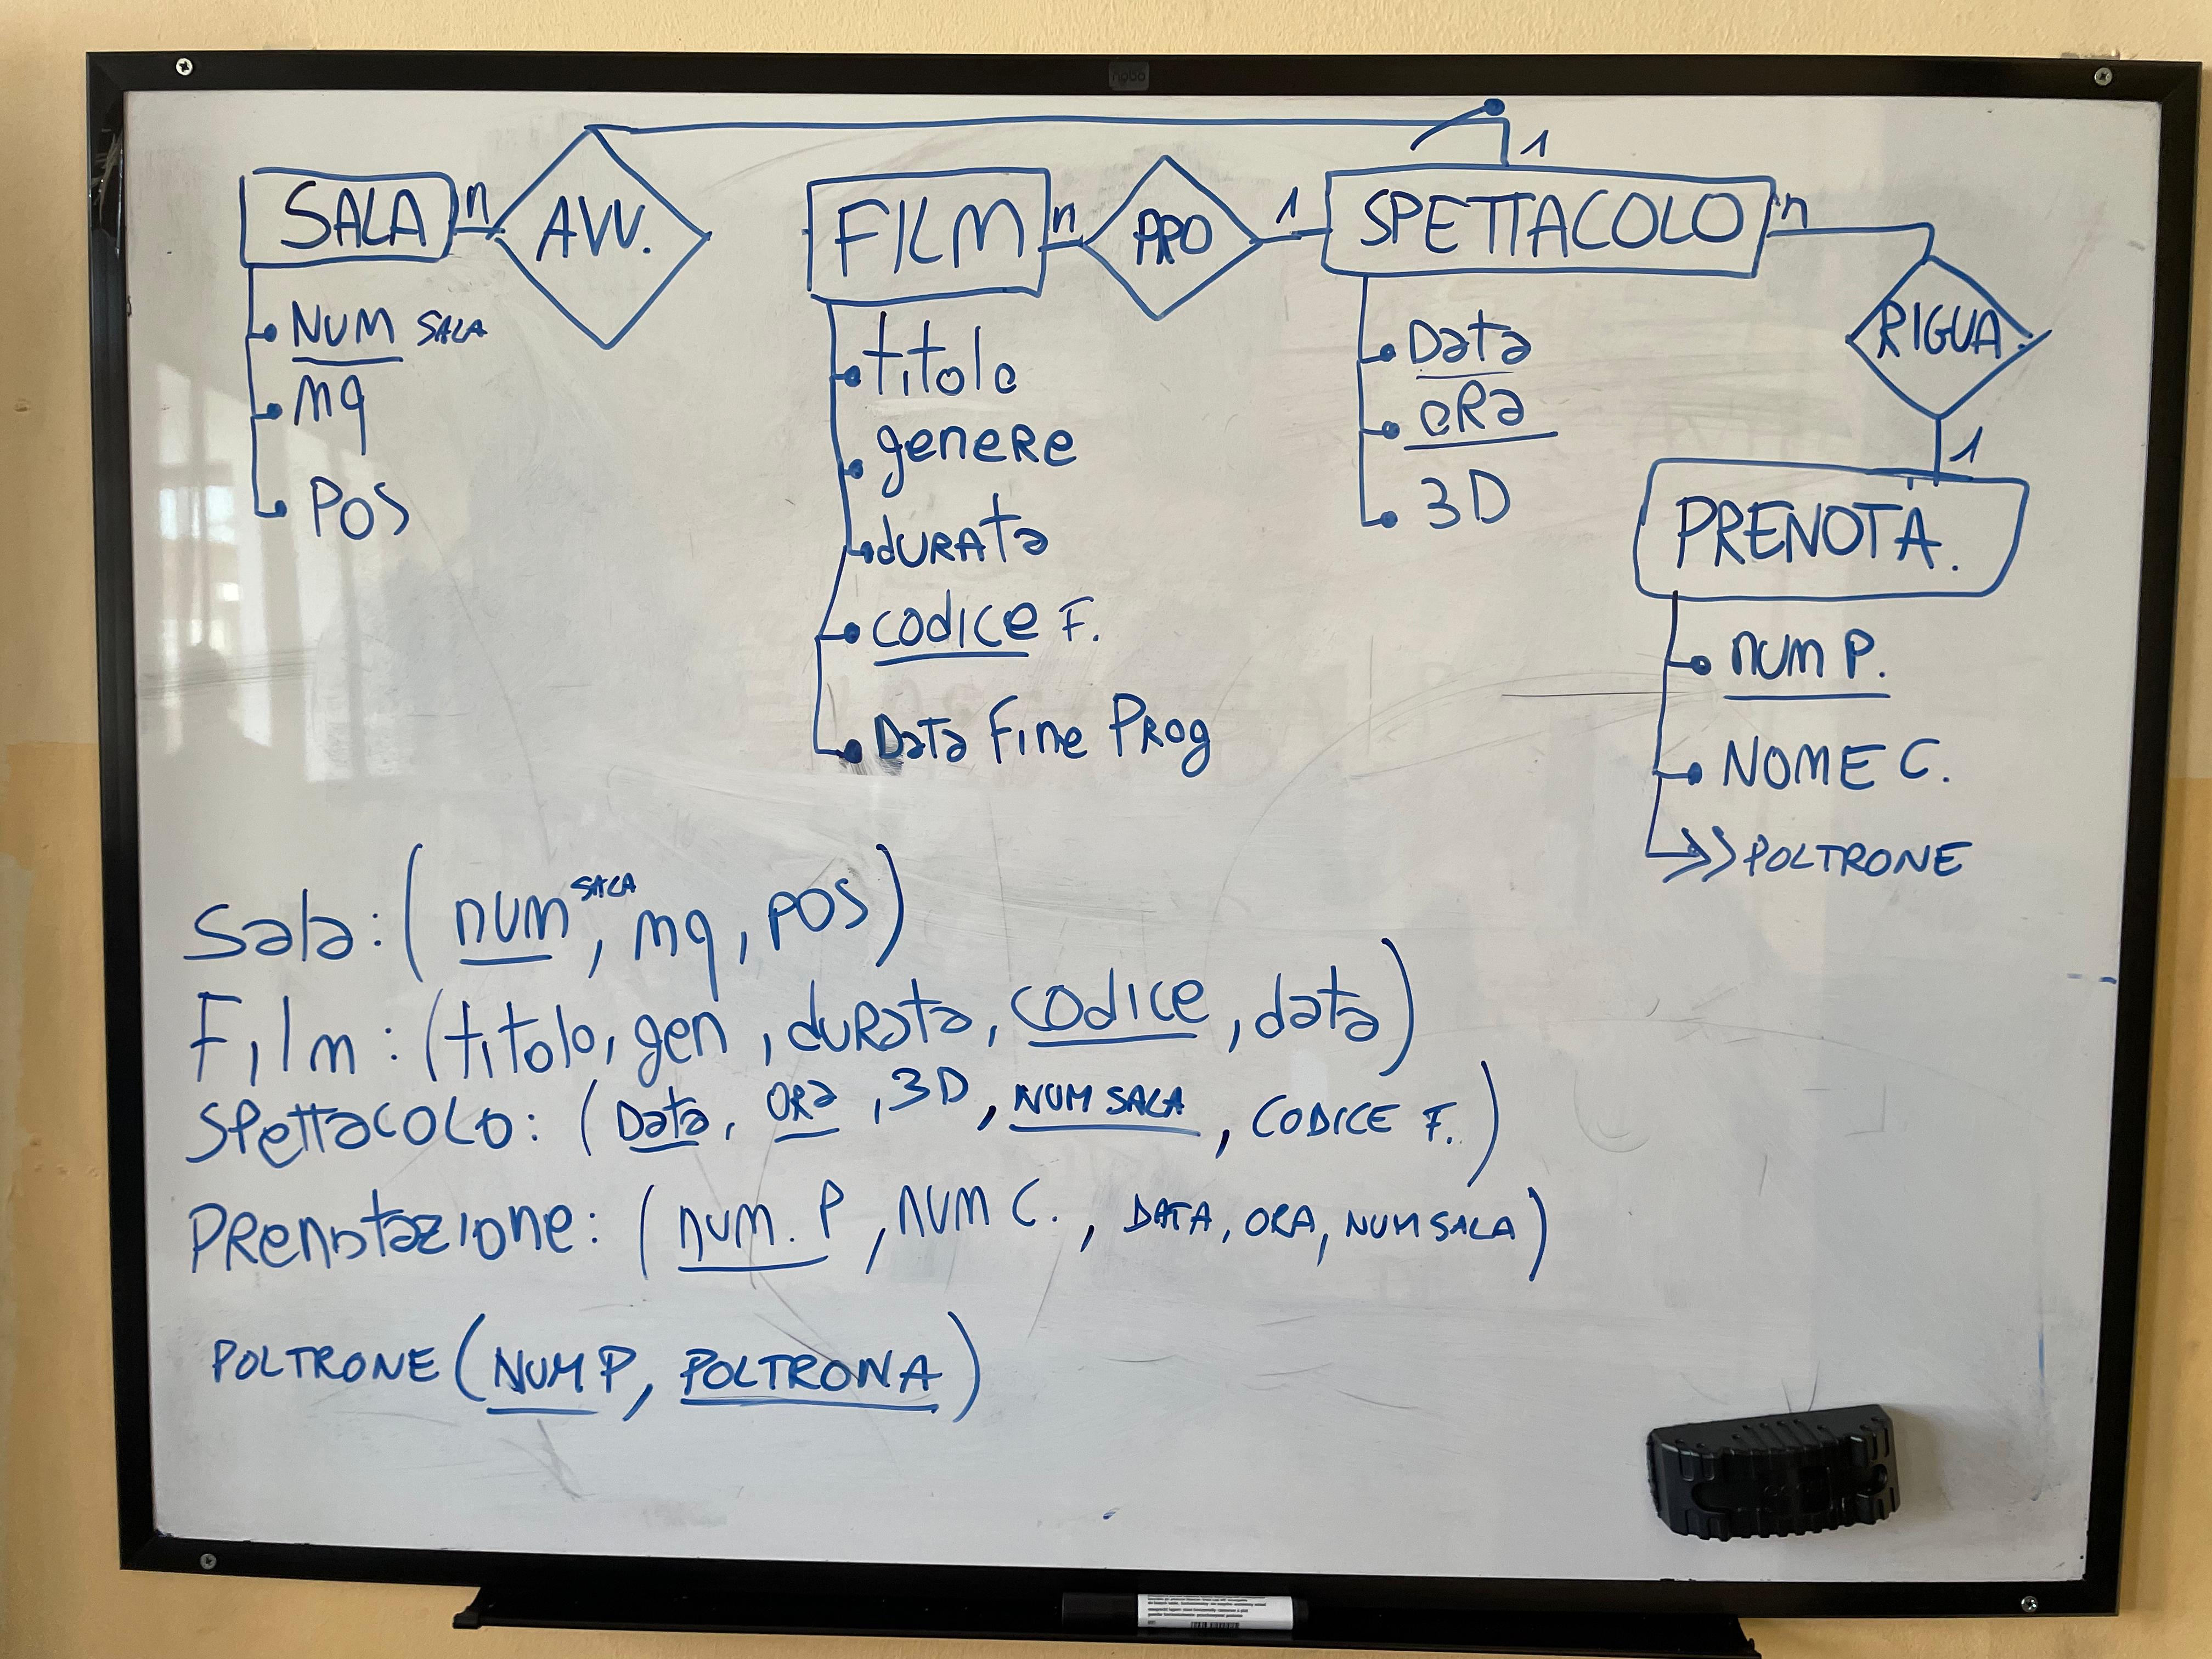 nobo
1
SALA n AVV. FILM n PRO 1 SPETTACOLO n
NUM SALA
mq
POS
titolo
genere
durata
codice F.
Data Fine Prog
Data
ora
3D
RIGUA.
1
PRENOTA.
num P.
NOME C.
POLTRONE
Sala: (num SALA, mq, POS)
Film: (titolo, gen, durata, codice, data)
Spettacolo: (Data, ora, 3D, NUM SALA, CODICE F.)
Prenotazione: (num. P, NUM C., DATA, ORA, NUM SALA)
POLTRONE (NUM P, POLTRONA)